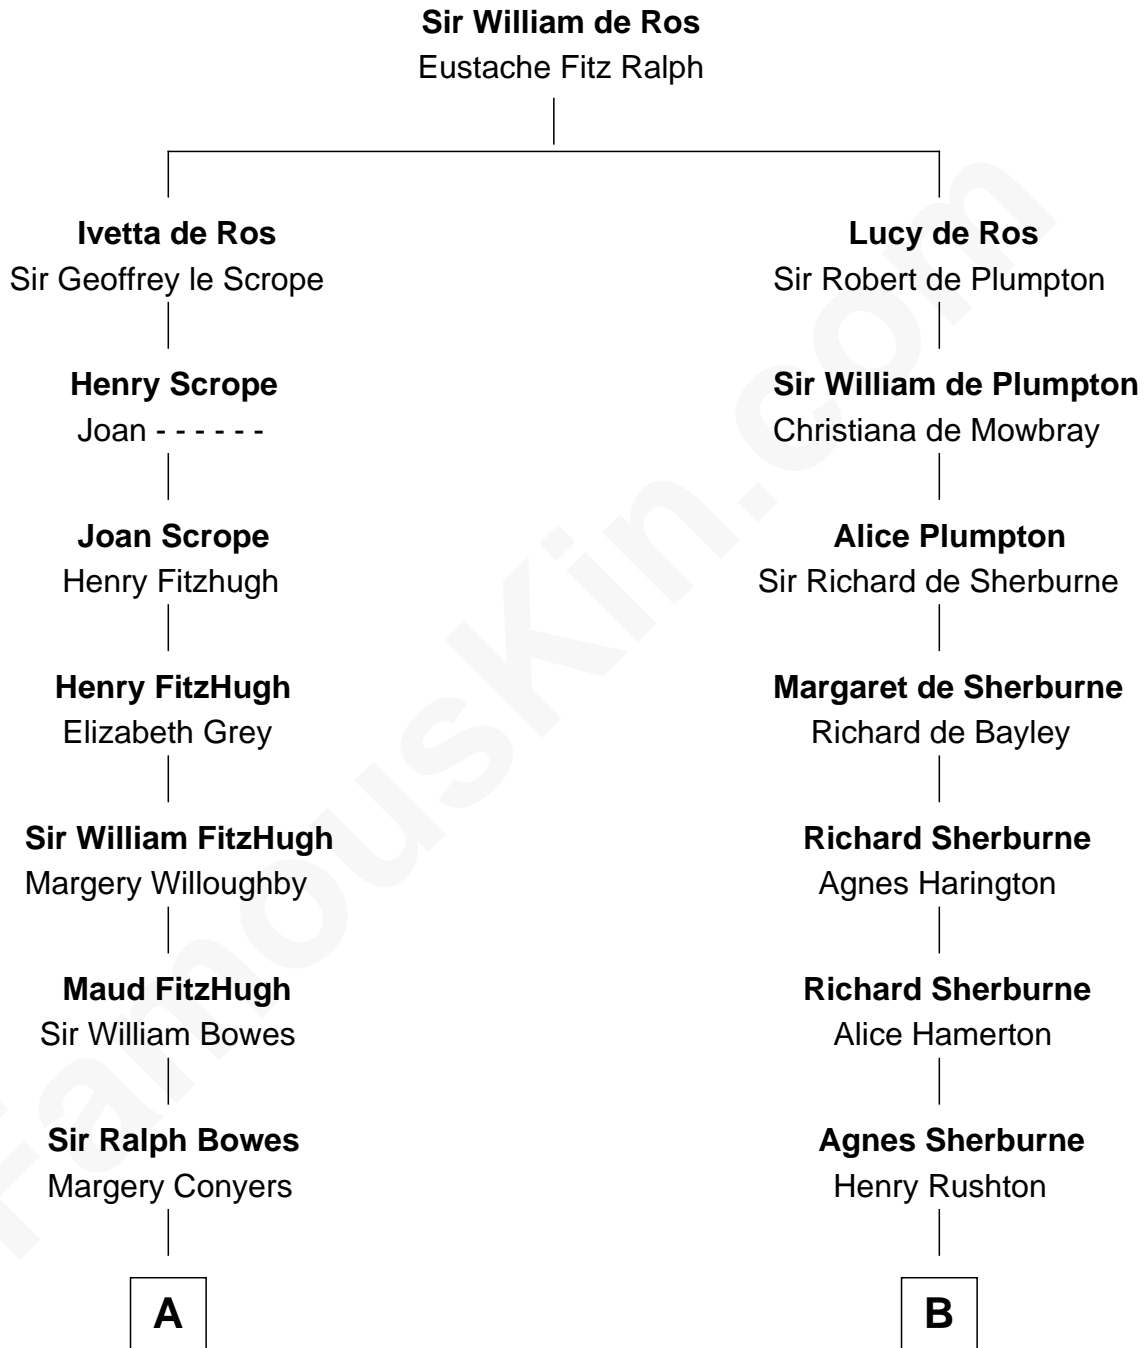 Sir William de Ros
Eustache Fitz Ralph
Ivetta de Ros
Sir Geoffrey le Scrope
Lucy de Ros
Sir Robert de Plumpton
Henry Scrope
Joan - - - - - -
Sir William de Plumpton
Christiana de Mowbray
Joan Scrope
Henry Fitzhugh
Alice Plumpton
Sir Richard de Sherburne
Henry FitzHugh
Elizabeth Grey
Margaret de Sherburne
Richard de Bayley
Sir William FitzHugh
Margery Willoughby
Richard Sherburne
Agnes Harington
Maud FitzHugh
Sir William Bowes
Richard Sherburne
Alice Hamerton
Sir Ralph Bowes
Margery Conyers
Agnes Sherburne
Henry Rushton
A
B
FamousKin.com